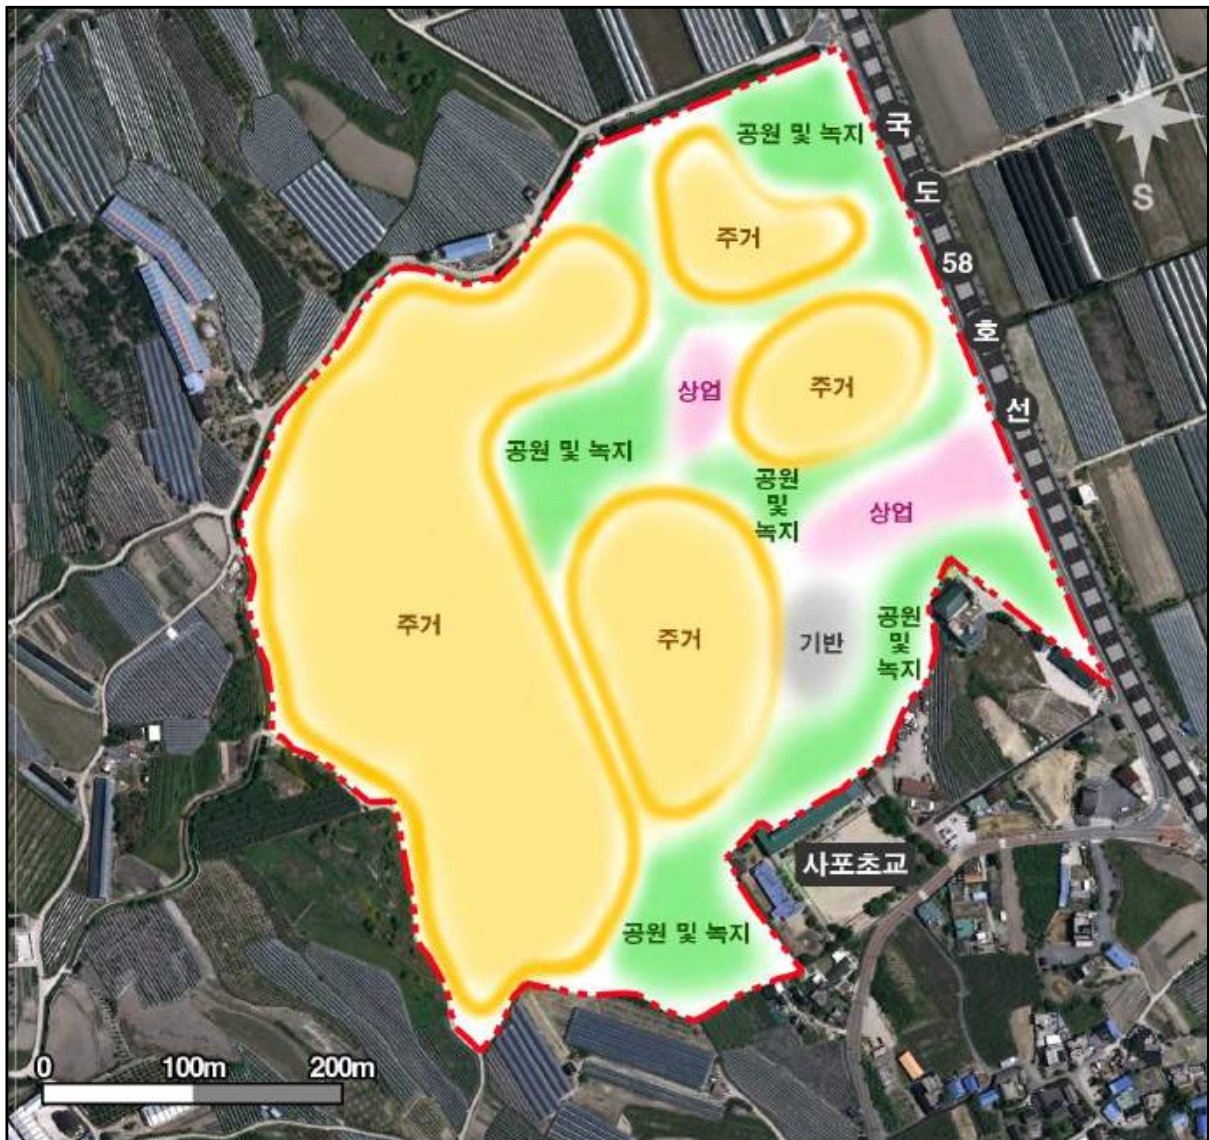 N
S
공원 및 녹지
국
도
58
호
선
주거
주거
상업
공원 및 녹지
공원
및
녹지
상업
주거
주거
기반
공원
및
녹지
사포초교
공원 및 녹지
0 100m 200m